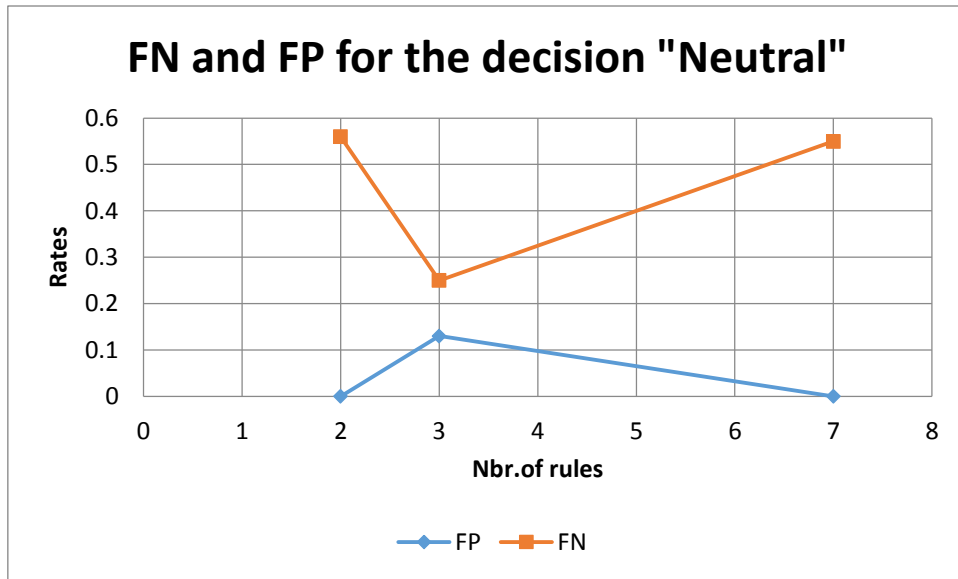 FN and FP for the decision "Neutral"
0.6
0.5
0.4
0.3
0.2
0.1
0
Rates
0 1 2 3 4 5 6 7 8
Nbr.of rules
FP FN